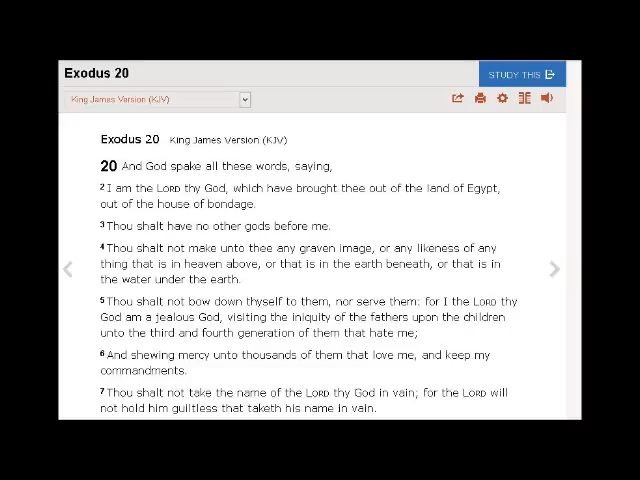 Exodus 20
STUDY THIS
King James Version (KJV)
Exodus 20 King James Version (KJV)
20 And God spake all these words, saying,
2 I am the LORD thy God, which have brought thee out of the land of Egypt,
out of the house of bondage.
3 Thou shalt have no other gods before me.
4 Thou shalt not make unto thee any graven image, or any likeness of any
thing that is in heaven above, or that is in the earth beneath, or that is in
the water under the earth.
5 Thou shalt not bow down thyself to them, nor serve them: for I the LORD thy
God am a jealous God, visiting the iniquity of the fathers upon the children
unto the third and fourth generation of them that hate me;
6 And shewing mercy unto thousands of them that love me, and keep my
commandments.
7 Thou shalt not take the name of the LORD thy God in vain; for the LORD will
not hold him guiltless that taketh his name in vain.